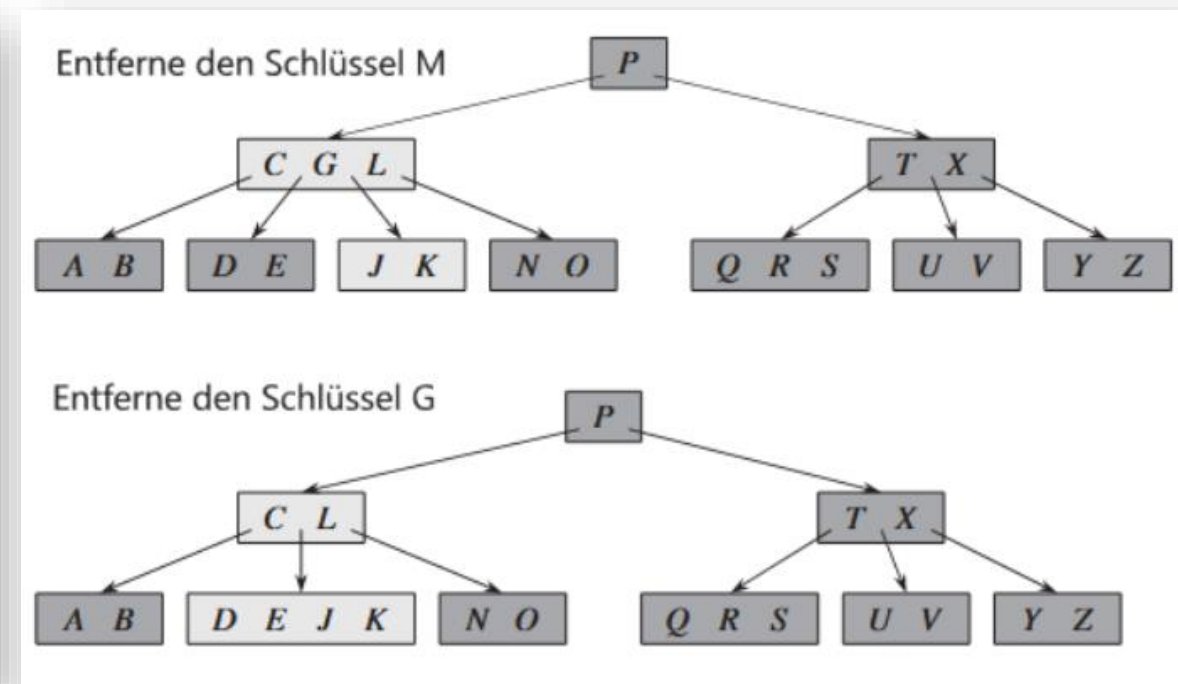 Entferne den Schlüssel M
P
C G L
T X
A B
D E
J K
N O
Q R S
U V
Y Z
Entferne den Schlüssel G
P
C L
T X
A B
D E J K
N O
Q R S
U V
Y Z